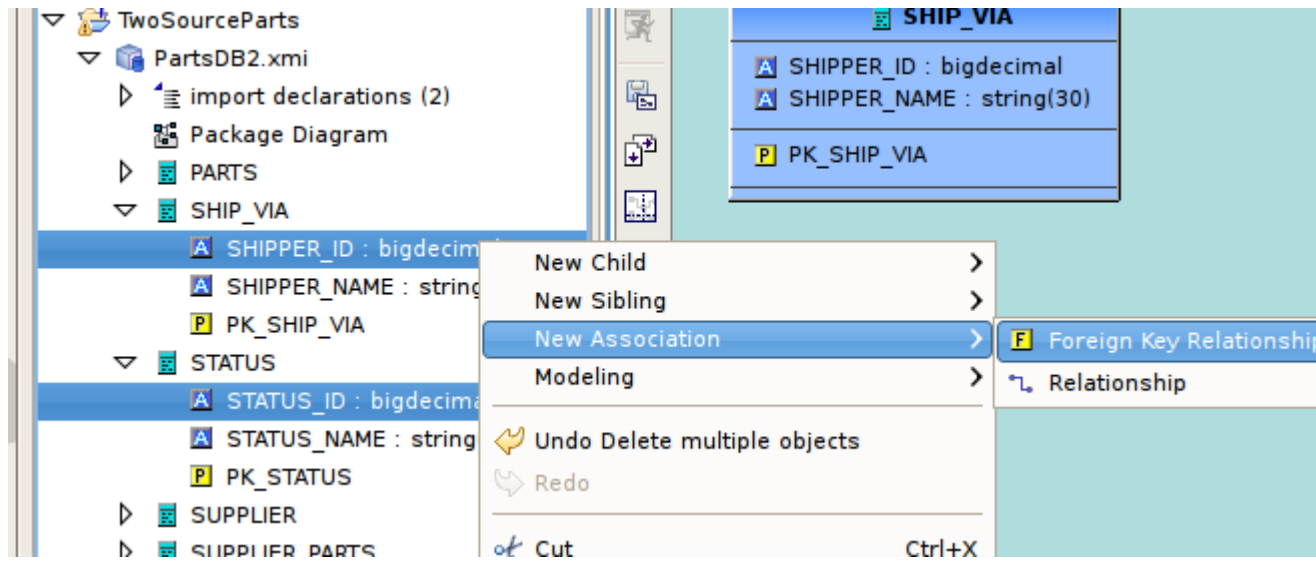 TwoSourceParts
PartsDB2.xmi
import declarations (2)
Package Diagram
PARTS
SHIP_VIA
SHIPPER_ID : bigdecim
SHIPPER_NAME : string
PK_SHIP_VIA
STATUS
STATUS_ID : bigdecima
STATUS_NAME : string
PK_STATUS
SUPPLIER
SUPPLIER_PARTS
SHIP_VIA
SHIPPER_ID : bigdecimal
SHIPPER_NAME : string(30)
PK_SHIP_VIA
New Child
New Sibling
New Association
Modeling
Undo Delete multiple objects
Redo
Cut Ctrl+X
Foreign Key Relationship
Relationship